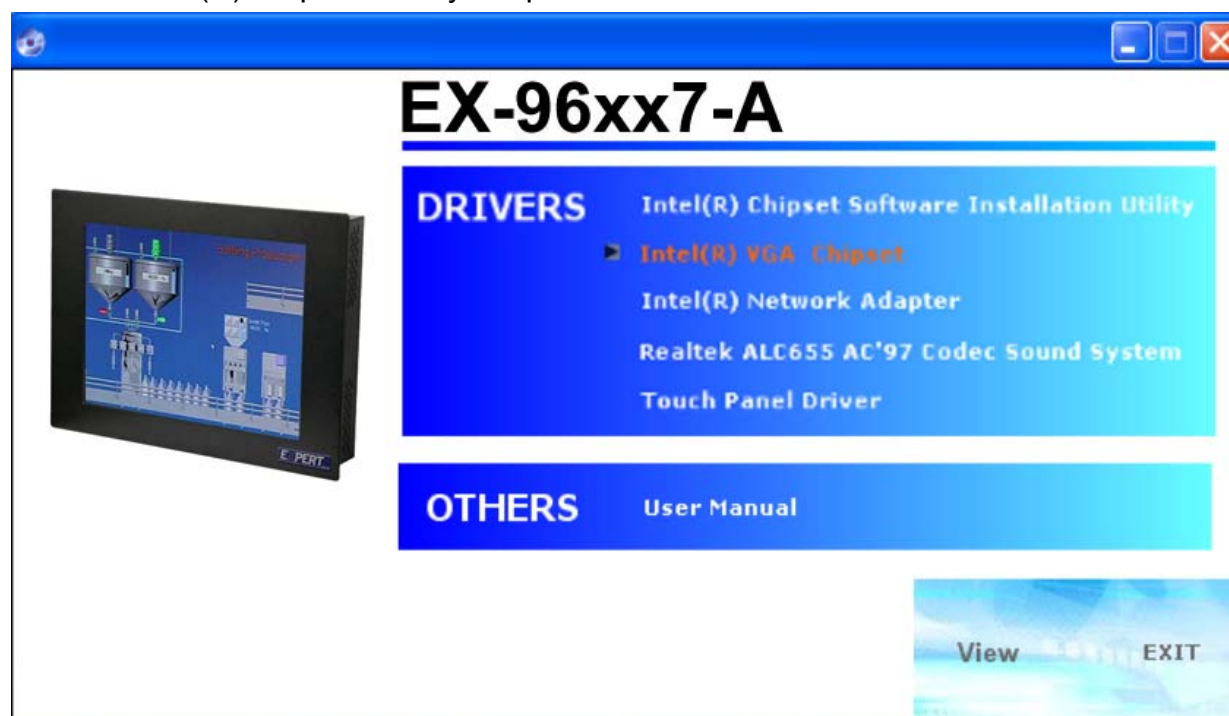 EX-96xx7-A
DRIVERS
Intel(R) Chipset Software Installation Utility
Intel(R) VGA Chipset
Intel(R) Network Adapter
Realtek ALC655 AC'97 Codec Sound System
Touch Panel Driver
E PERT
OTHERS
User Manual
View
EXIT